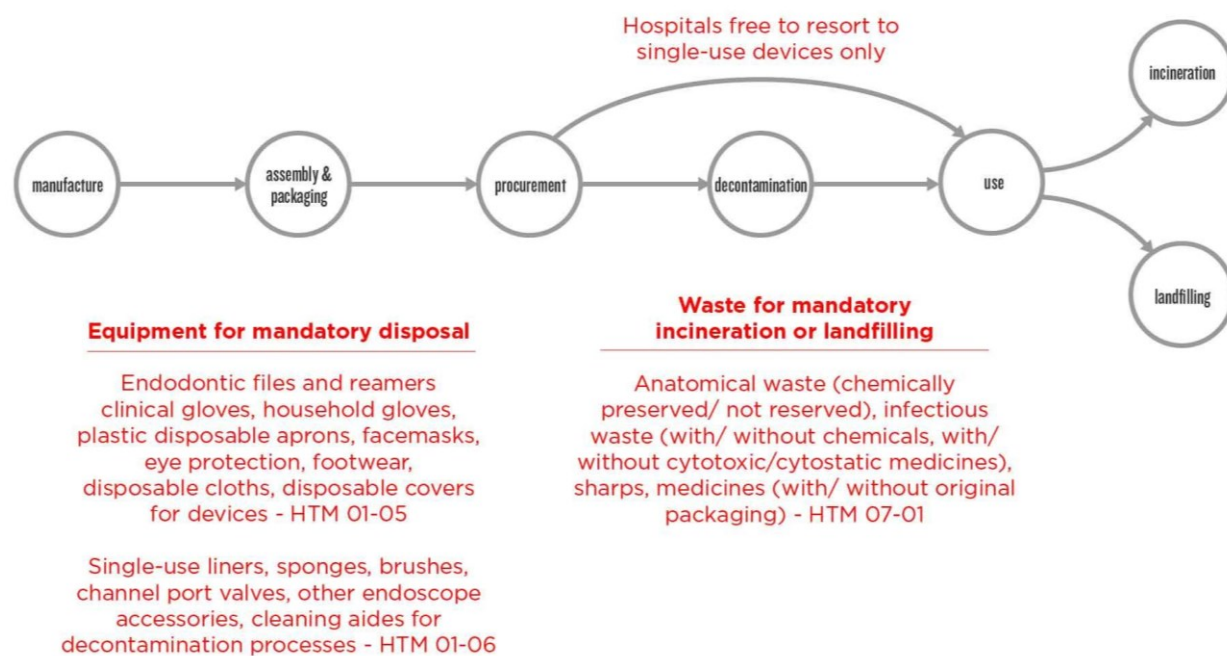 Hospitals free to resort to
single-use devices only
incineration
manufacture
assembly &
packaging
procurement
decontamination
use
landfilling
Equipment for mandatory disposal
Endodontic files and reamers
clinical gloves, household gloves,
plastic disposable aprons, facemasks,
eye protection, footwear,
disposable cloths, disposable covers
for devices - HTM 01-05
Single-use liners, sponges, brushes,
channel port valves, other endoscope
accessories, cleaning aides for
decontamination processes - HTM 01-06
Waste for mandatory
incineration or landfilling
Anatomical waste (chemically
preserved/ not reserved), infectious
waste (with/ without chemicals, with/
without cytotoxic/cytostatic medicines),
sharps, medicines (with/ without original
packaging) - HTM 07-01